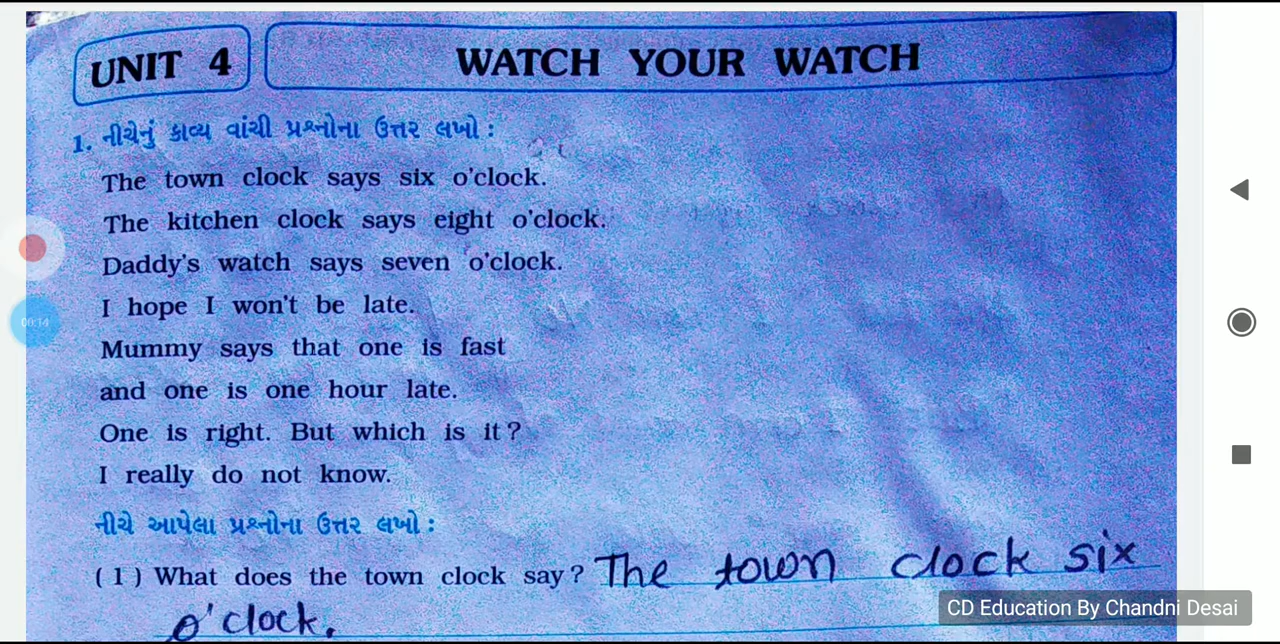 UNIT 4 WATCH YOUR WATCH
1. નીચેનું કાવ્ય વાંચી પ્રશ્નોના ઉત્તર લખો :
The town clock says six o'clock.
The kitchen clock says eight o'clock.
Daddy's watch says seven o'clock.
I hope I won't be late.
00:14
Mummy says that one is fast
and one is one hour late.
One is right. But which is it?
I really do not know.
નીચે આપેલા પ્રશ્નોના ઉત્તર લખો :
( 1 ) What does the town clock say? The town clock six
o'clock.
CD Education By Chandni Desai